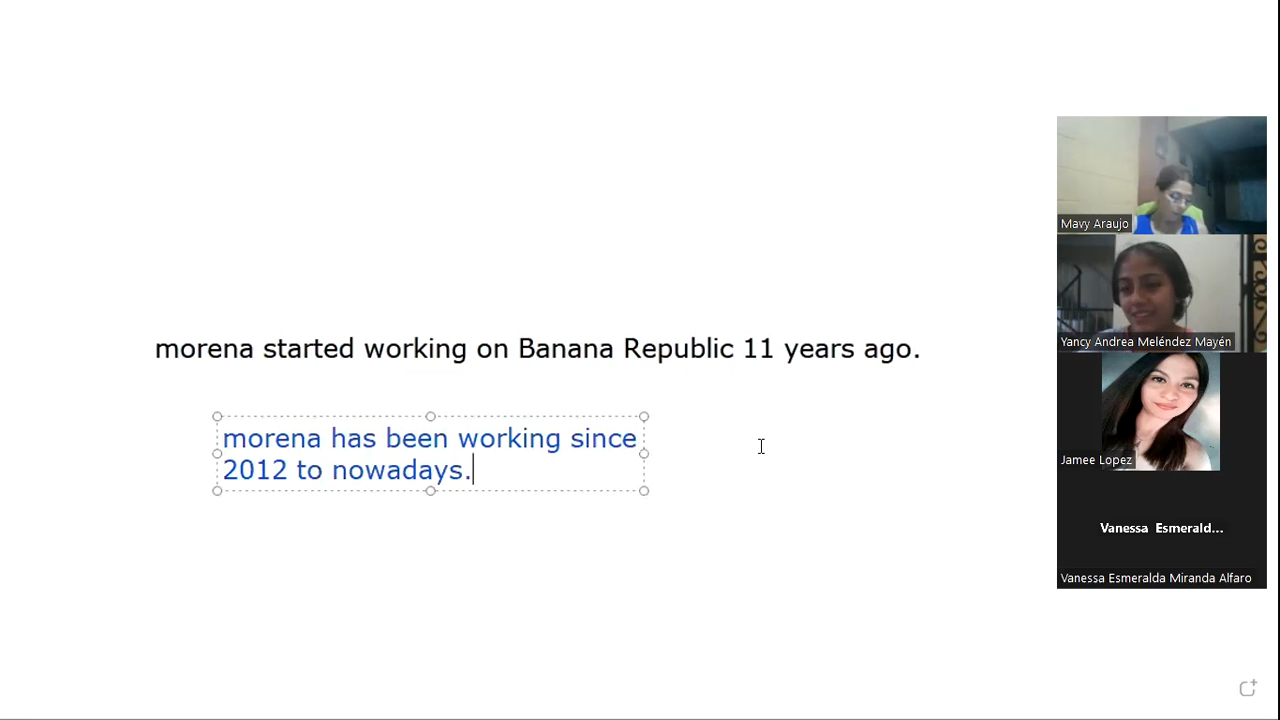 Mavy Araujo
Yancy Andrea Meléndez Mayén
morena started working on Banana Republic 11 years ago.
morena has been working since
2012 to nowadays.
Jamee Lopez
Vanessa Esmerald...
Vanessa Esmeralda Miranda Alfaro